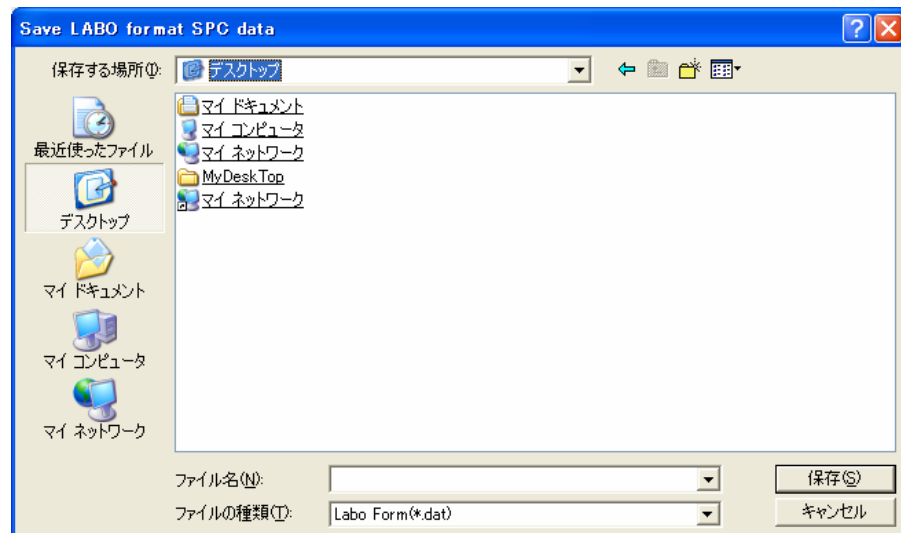 Save LABO format SPC data
保存する場所(I):
デスクトップ
最近使ったファイル
デスクトップ
マイ ドキュメント
マイ コンピュータ
マイ ネットワーク
マイ ドキュメント
マイ コンピュータ
マイ ネットワーク
MyDeskTop
マイ ネットワーク
ファイル名(N):
保存(S)
ファイルの種類(T):
Labo Form(*.dat)
キャンセル